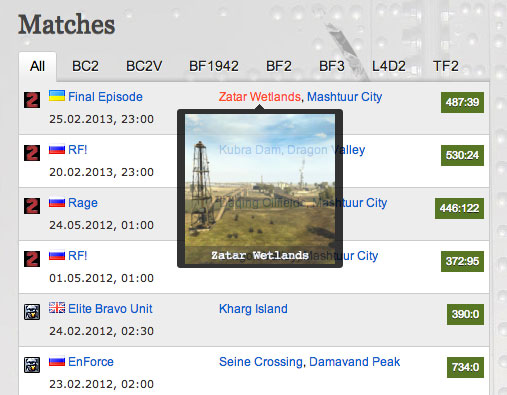 Matches
All BC2 BC2V BF1942 BF2 BF3 L4D2 TF2
Final Episode Zatar Wetlands, Mashtuur City 487:39
25.02.2013, 23:00
RF! Kubra Dam, Dragon Valley 530:24
20.02.2013, 23:00
Rage Mashtuur City 446:122
24.05.2012, 01:00
RF! Mashtuur City 372:95
Zatar Wetlands
01.05.2012, 01:00
Elite Bravo Unit Kharg Island 390:0
24.02.2012, 02:30
EnForce Seine Crossing, Damavand Peak 734:0
23.02.2012, 02:00